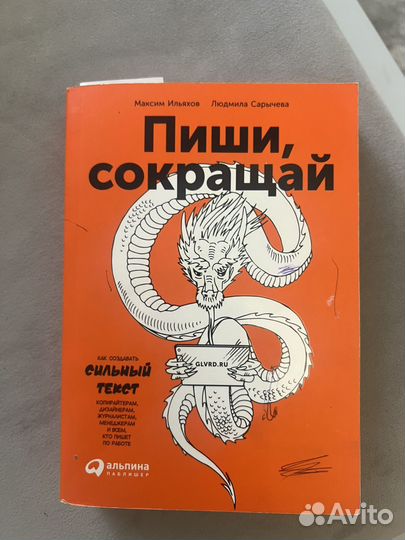 Максим Ильяхов Людмила Сарычева
Пиши,
сокращай
КАК СОЗДАВАТЬ
СИЛЬНЫЙ
ТЕКСТ
КОПИРАЙТЕРАМ,
ДИЗАЙНЕРАМ,
ЖУРНАЛИСТАМ,
МЕНЕДЖЕРАМ
И ВСЕМ,
КТО ПИШЕТ
ПО РАБОТЕ
GLVRD.RU
альпина
ПАБЛИШЕР
Avito